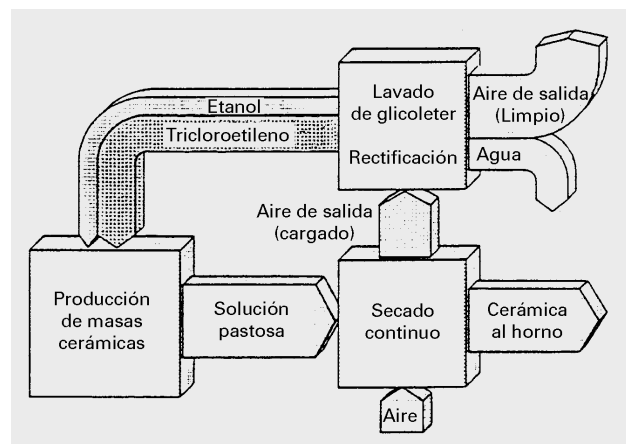 Etanol
Tricloroetileno
Lavado
de glicoleter
Rectificación
Aire de salida
(Limpio)
Agua
Aire de salida
(cargado)
Producción
de masas
cerámicas
Solución
pastosa
Secado
continuo
Cerámica
al horno
Aire